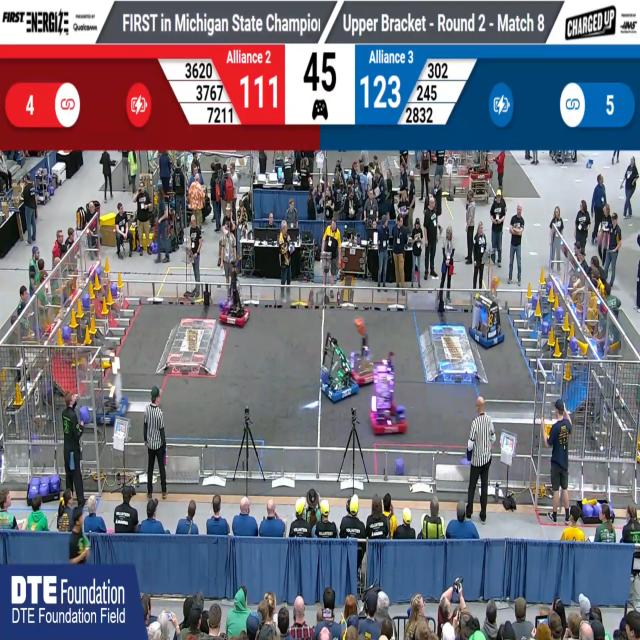 FIRST ENERGIZE PRESENTED BY Qualcomm
FIRST in Michigan State Champio
Upper Bracket - Round 2 - Match 8
CHARGED UP
Alliance 2
45
Alliance 3
3620
3767
7211
111
123
302
245
2832
4
5
DTE Foundation
DTE Foundation Field